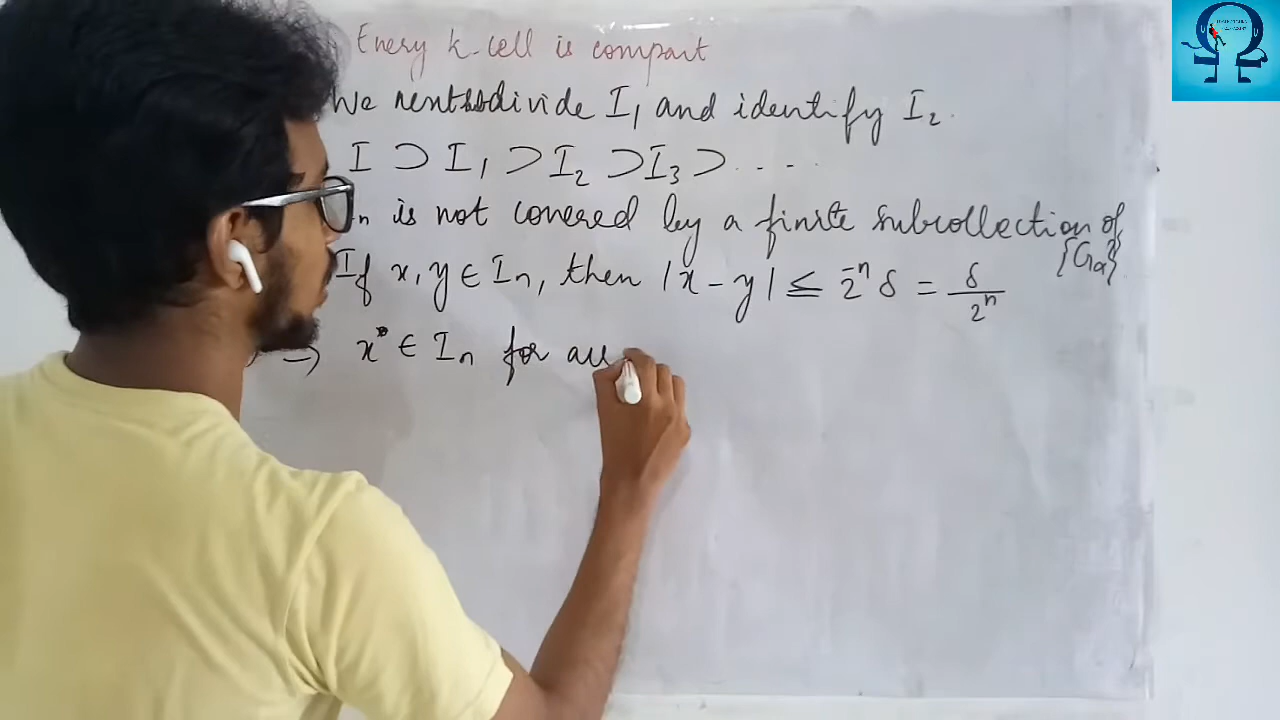 Every k-cell is compact
We next subdivide I₁ and identify I₂.
I ⊃ I₁ ⊃ I₂ ⊃ I₃ ⊃ . . . .
n is not covered by a finite subcollection of {Gα}
If x, y ∈ Iₙ, then |x - y| ≤ 2⁻ⁿ δ = δ/2ⁿ
→ x* ∈ Iₙ for all